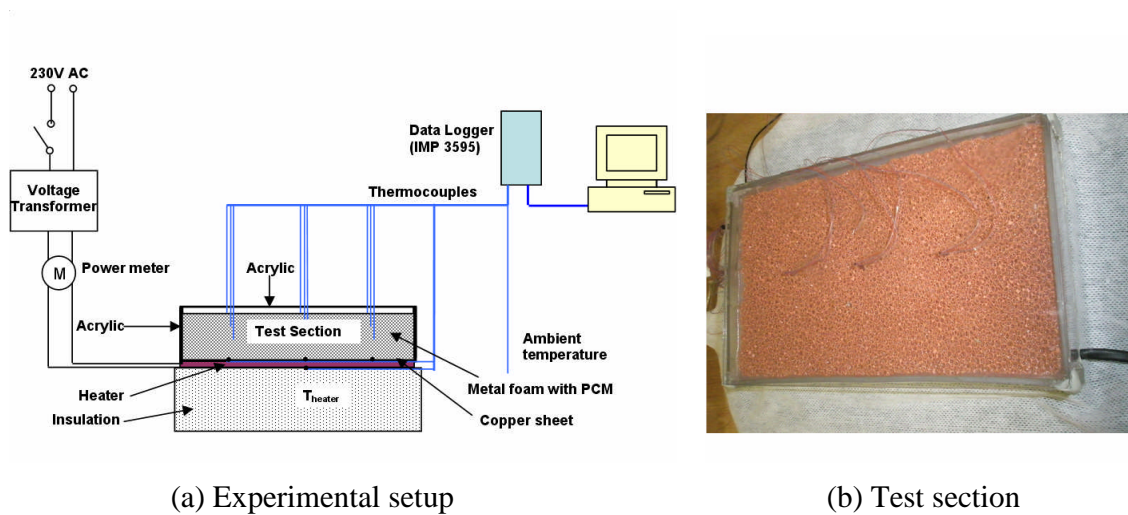 230V AC
Voltage
Transformer
M
Power meter
Acrylic
Acrylic
Test Section
Thermocouples
Data Logger
(IMP 3595)
Ambient
temperature
Heater
Insulation
Theater
Metal foam with PCM
Copper sheet
(a) Experimental setup
(b) Test section